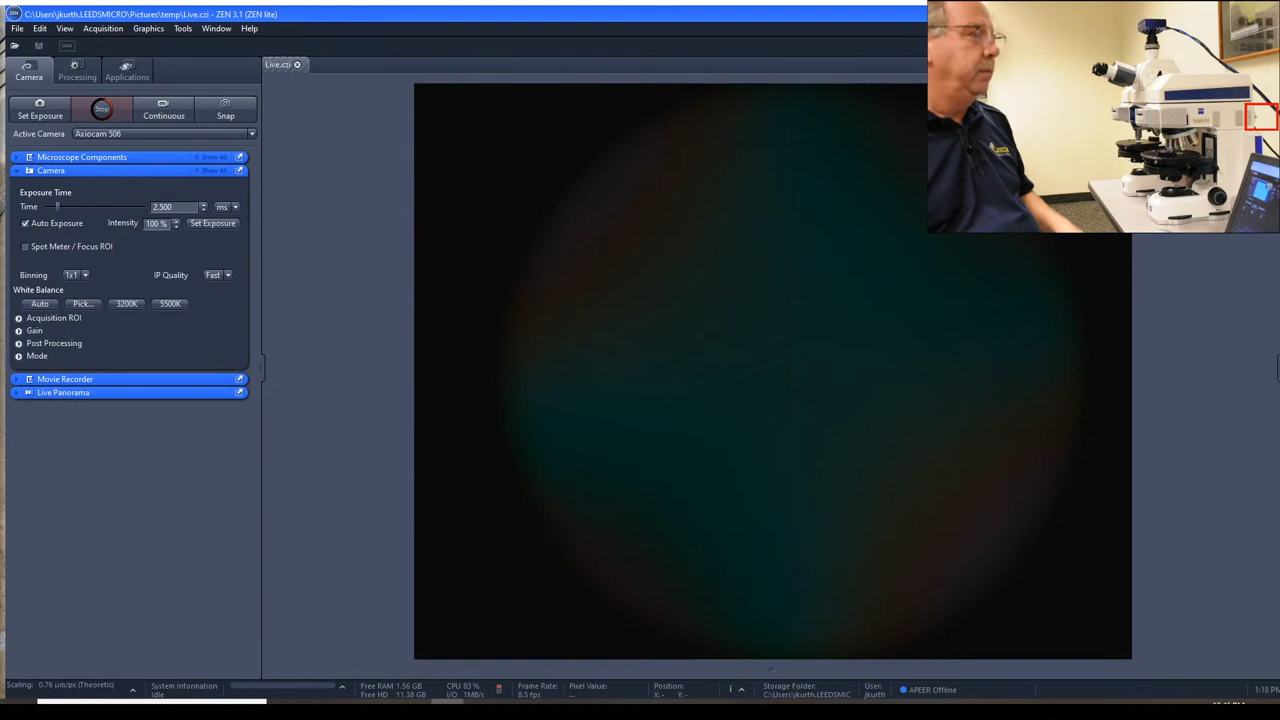 C:\Users\jkurth.LEEDSMICRO\Pictures\temp\Live.czi - ZEN 3.1 (ZEN lite)
File Edit View Acquisition Graphics Tools Window Help
Camera Processing Applications
Live.czi
Set Exposure Stop Continuous Snap
Active Camera Axiocam 506
Microscope Components Show All
Camera Show All
Exposure Time
Time 2.500 ms
Auto Exposure Intensity 100 % Set Exposure
Spot Meter / Focus ROI
Binning 1x1 IP Quality Fast
White Balance
Auto Pick... 3200K 5500K
Acquisition ROI
Gain
Post Processing
Mode
Movie Recorder
Live Panorama
Scaling: 0.76 µm/px (Theoretic) System information Free RAM 1.56 GB CPU 83 % Frame Rate: Pixel Value: Position: Storage Folder: User: APEER Offline 1:18 PM
Idle Free HD 11.38 GB I/O 1MB/s 8.5 fps -- X: - Y: - C:\Users\jkurth.LEEDSMIC jkurth